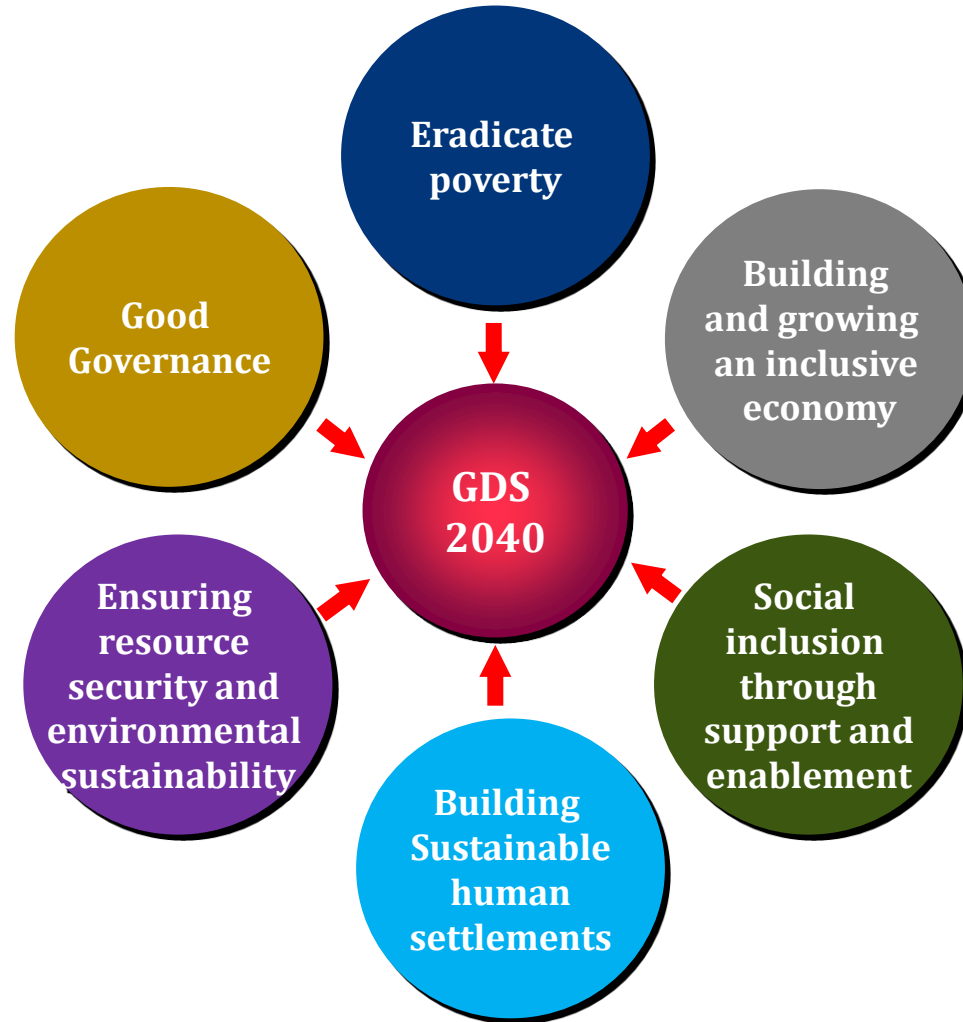 Eradicate
poverty
Building
and growing
an inclusive
economy
Good
Governance
GDS
2040
Ensuring
resource
security and
environmental
sustainability
Social
inclusion
through
support and
enablement
Building
Sustainable
human
settlements